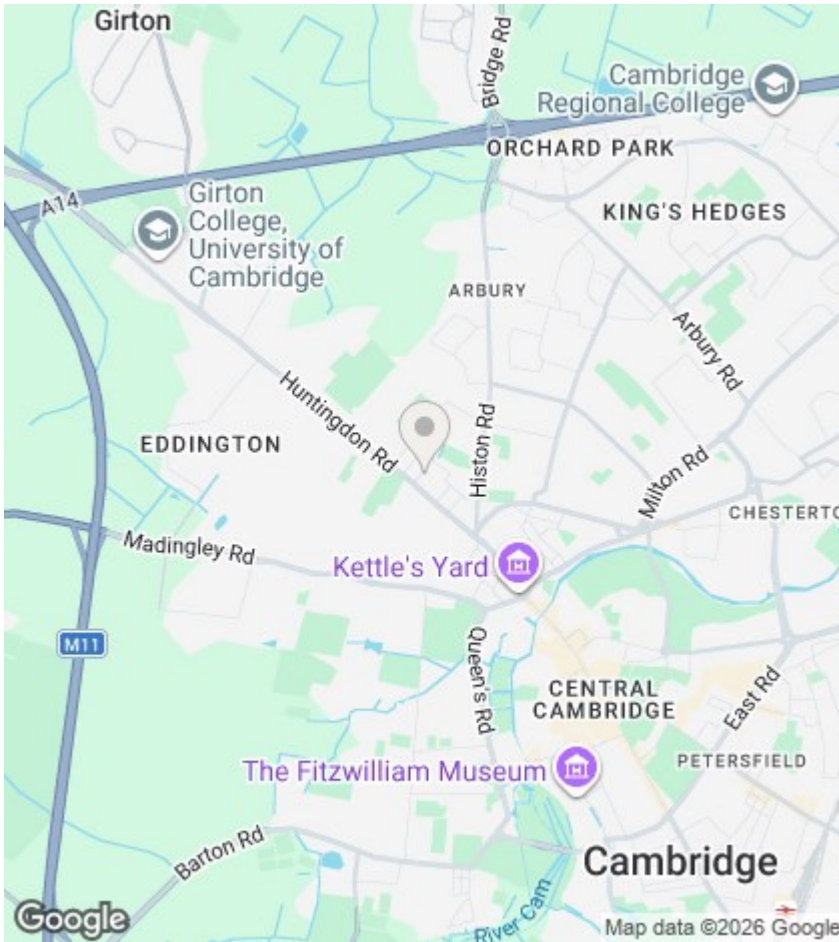 Girton
Bridge Rd
Cambridge
Regional College
ORCHARD PARK
A14
Girton
College,
University of
Cambridge
KING'S HEDGES
ARBURY
Arbury Rd
Huntingdon Rd
EDDINGTON
Histon Rd
Milton Rd
CHESTERTO
Madingley Rd
Kettle's Yard
M11
Queen's Rd
CENTRAL
CAMBRIDGE
East Rd
PETERSFIELD
The Fitzwilliam Museum
Barton Rd
Cambridge
River Cam
Google
Map data ©2026 Google